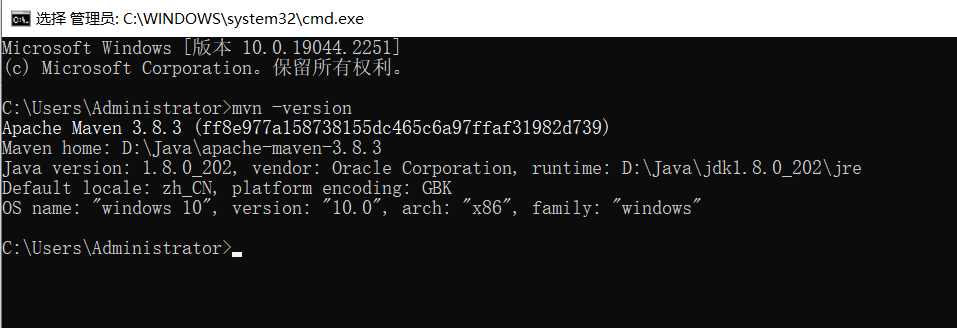 选择 管理员: C:\WINDOWS\system32\cmd.exe
Microsoft Windows [版本 10.0.19044.2251]
(c) Microsoft Corporation。保留所有权利。
C:\Users\Administrator>mvn -version
Apache Maven 3.8.3 (ff8e977a158738155dc465c6a97ffaf31982d739)
Maven home: D:\Java\apache-maven-3.8.3
Java version: 1.8.0_202, vendor: Oracle Corporation, runtime: D:\Java\jdk1.8.0_202\jre
Default locale: zh_CN, platform encoding: GBK
OS name: "windows 10", version: "10.0", arch: "x86", family: "windows"
C:\Users\Administrator>